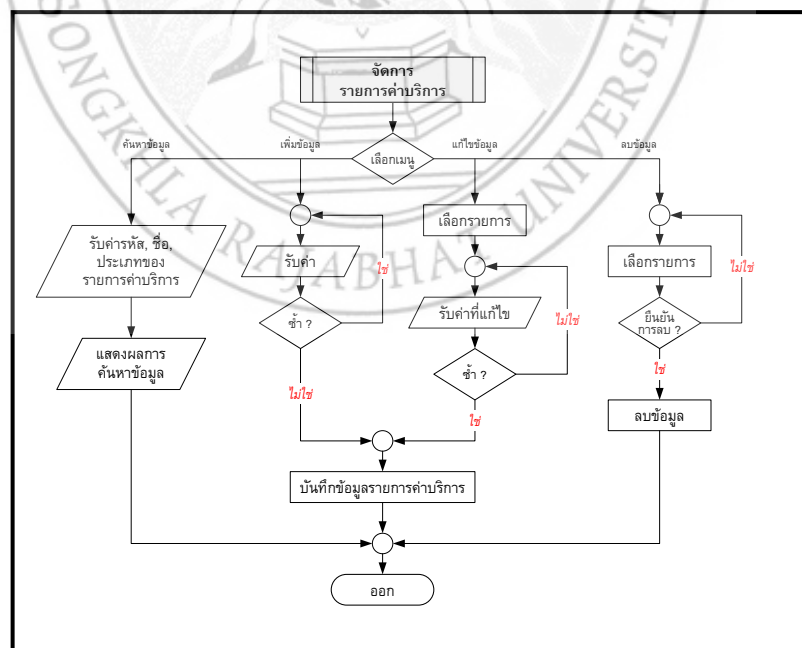 SONGKHLA RAJABHAT UNIVERSITY
จัดการ
รายการค่าบริการ
เลือกเมนู
ค้นหาข้อมูล
เพิ่มข้อมูล
แก้ไขข้อมูล
ลบข้อมูล
รับค่ารหัส, ชื่อ,
ประเภทของ
รายการค่าบริการ
แสดงผลการ
ค้นหาข้อมูล
รับค่า
ใช่
ซ้ำ ?
ไม่ใช่
เลือกรายการ
รับค่าที่แก้ไข
ไม่ใช่
ซ้ำ ?
ใช่
เลือกรายการ
ไม่ใช่
ยืนยัน
การลบ ?
ใช่
ลบข้อมูล
บันทึกข้อมูลรายการค่าบริการ
ออก